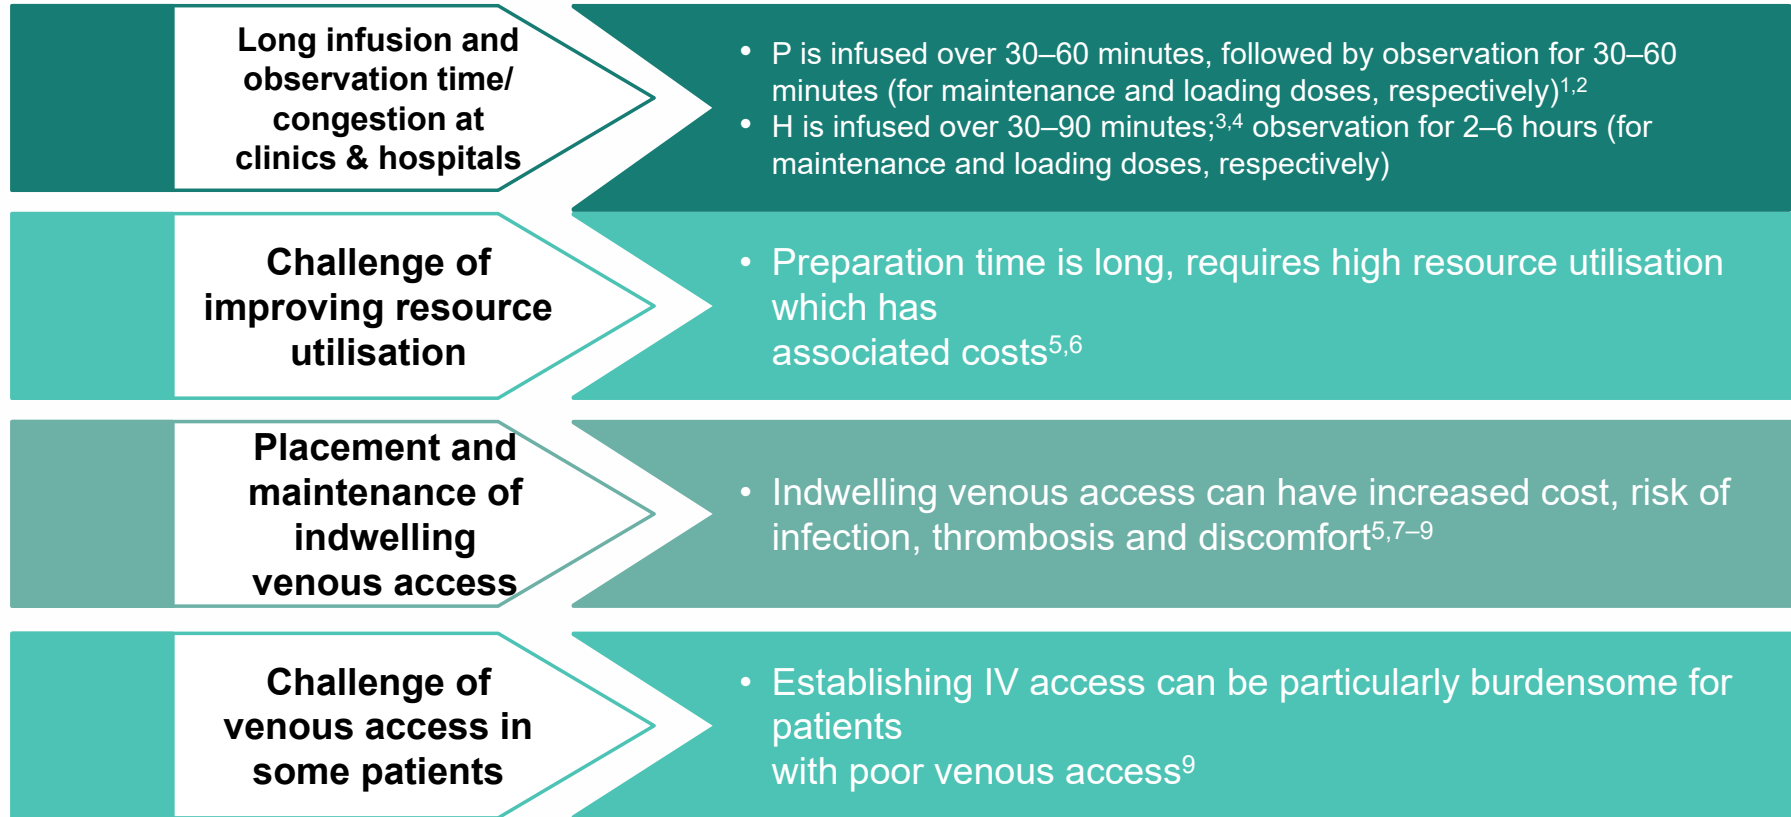 Long infusion and
observation time/
congestion at
clinics & hospitals
• P is infused over 30–60 minutes, followed by observation for 30–60
minutes (for maintenance and loading doses, respectively)1,2
• H is infused over 30–90 minutes;3,4 observation for 2–6 hours (for
maintenance and loading doses, respectively)
Challenge of
improving resource
utilisation
• Preparation time is long, requires high resource utilisation
which has
associated costs5,6
Placement and
maintenance of
indwelling
venous access
• Indwelling venous access can have increased cost, risk of
infection, thrombosis and discomfort5,7–9
Challenge of
venous access in
some patients
• Establishing IV access can be particularly burdensome for
patients
with poor venous access9